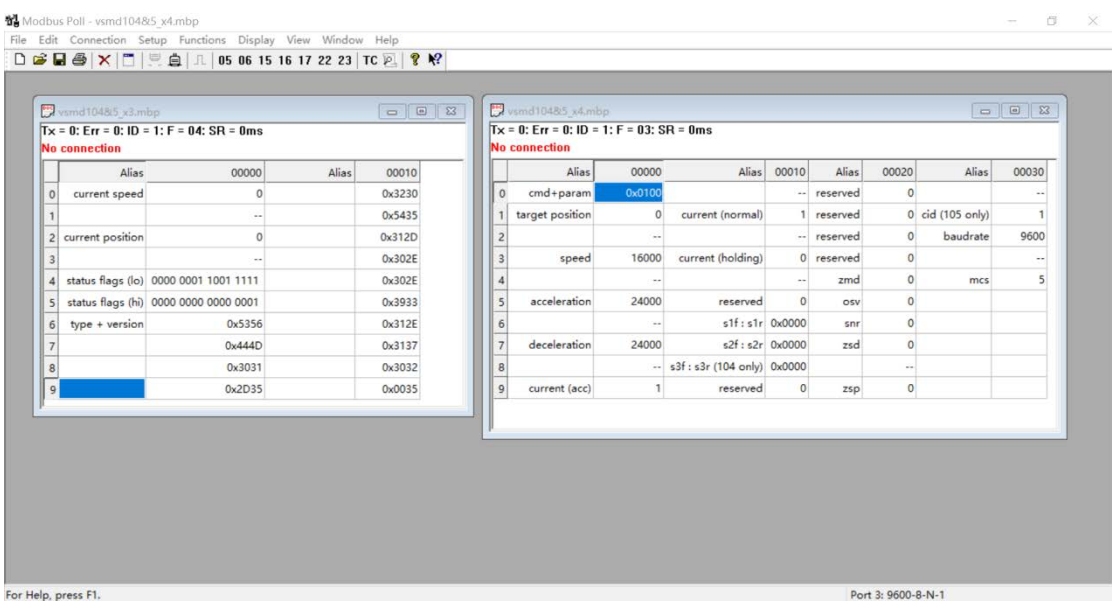 Modbus Poll - vsmd104&5_x4.mbp
File Edit Connection Setup Functions Display View Window Help
05 06 15 16 17 22 23 TC
vsmd104&5_x3.mbp
Tx = 0: Err = 0: ID = 1: F = 04: SR = 0ms
No connection
Alias 00000 Alias 00010
0 current speed 0 0x3230
1 -- 0x5435
2 current position 0 0x312D
3 -- 0x302E
4 status flags (lo) 0000 0001 1001 1111 0x302E
5 status flags (hi) 0000 0000 0000 0001 0x3933
6 type + version 0x5356 0x312E
7 0x444D 0x3137
8 0x3031 0x3032
9 0x2D35 0x0035
vsmd104&5_x4.mbp
Tx = 0: Err = 0: ID = 1: F = 03: SR = 0ms
No connection
Alias 00000 Alias 00010 Alias 00020 Alias 00030
0 cmd+param 0x0100 -- reserved 0 --
1 target position 0 current (normal) 1 reserved 0 cid (105 only) 1
2 -- -- reserved 0 baudrate 9600
3 speed 16000 current (holding) 0 reserved 0 --
4 -- -- zmd 0 mcs 5
5 acceleration 24000 reserved 0 osv 0
6 -- s1f : s1r 0x0000 snr 0
7 deceleration 24000 s2f : s2r 0x0000 zsd 0
8 -- s3f : s3r (104 only) 0x0000 --
9 current (acc) 1 reserved 0 zsp 0
For Help, press F1.
Port 3: 9600-8-N-1